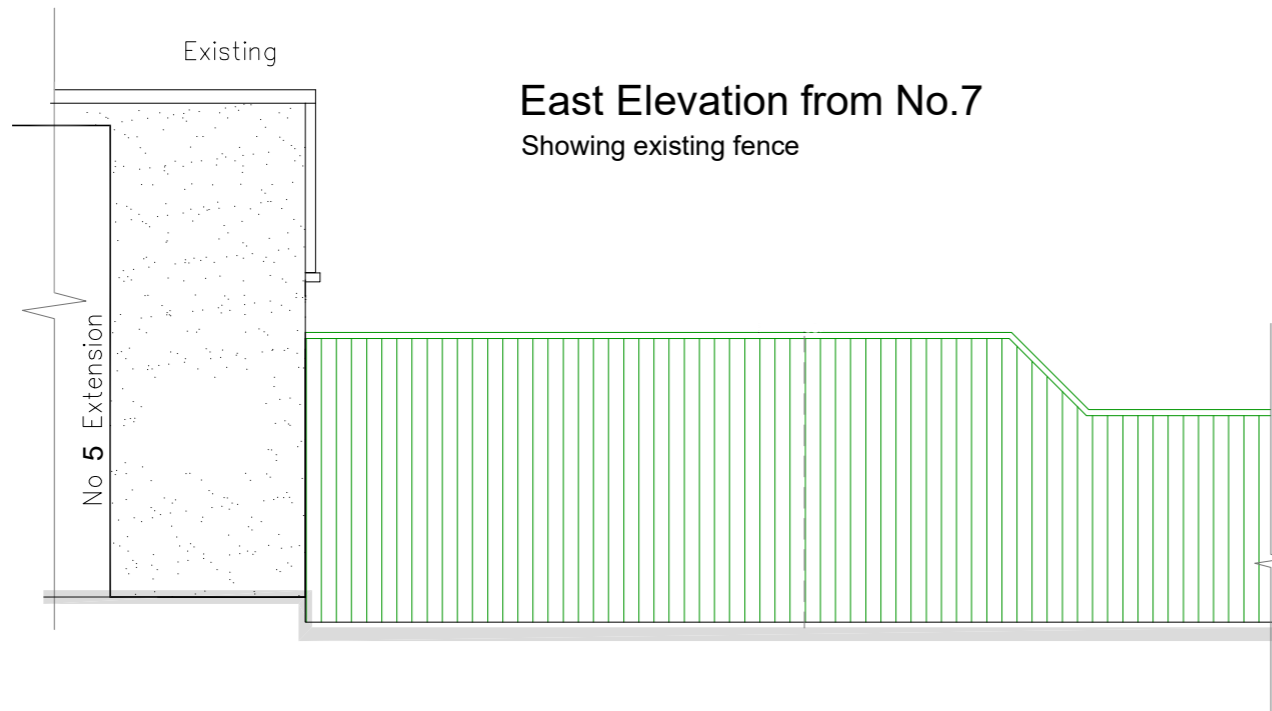 Existing
East Elevation from No.7
Showing existing fence
No 5 Extension